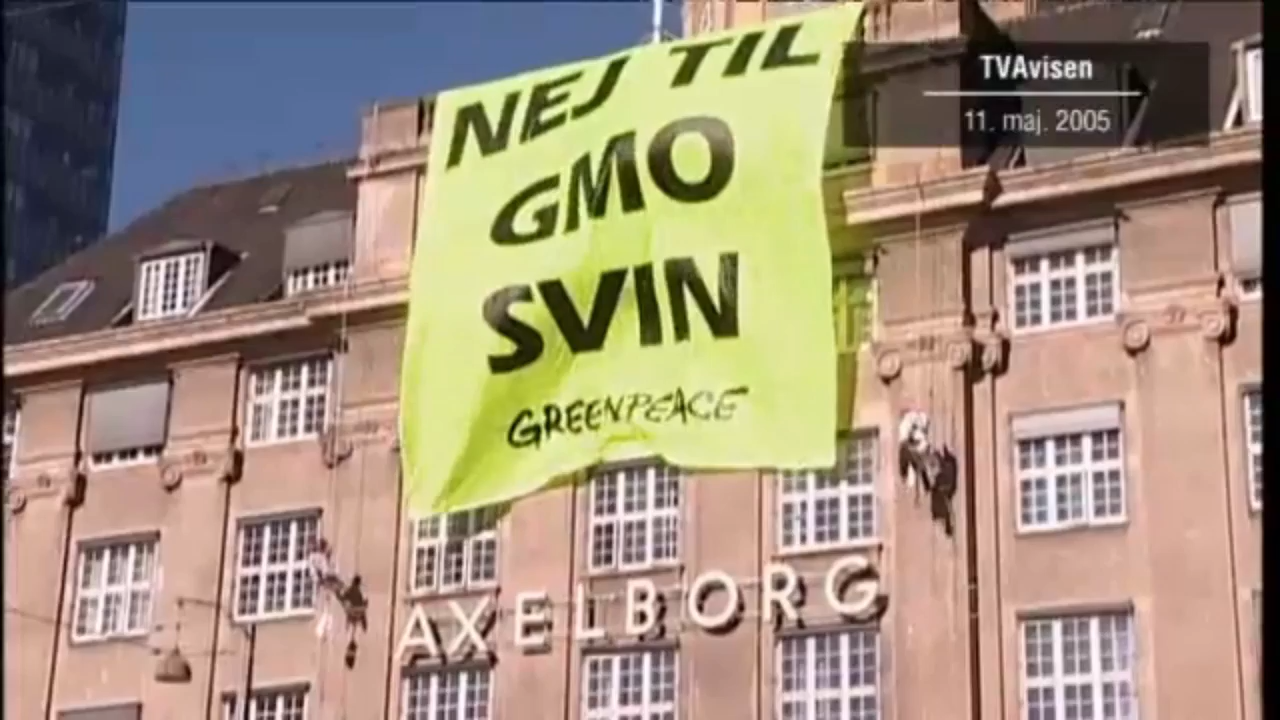 NEJ TIL
GMO
SVIN
GREENPEACE
AXELBORG
TVAvisen
11. maj. 2005